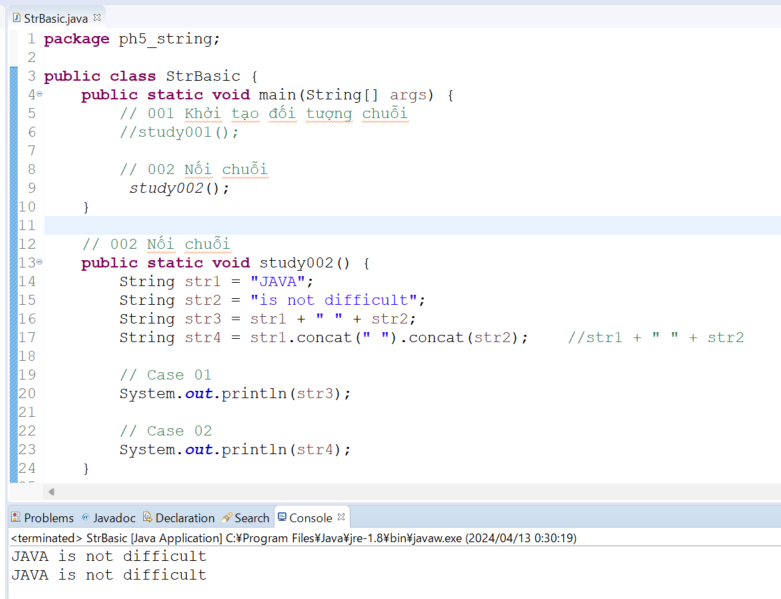 StrBasic.java
1 package ph5_string;
2
3 public class StrBasic {
4 public static void main(String[] args) {
5 // 001 Khởi tạo đối tượng chuỗi
6 //study001();
7
8 // 002 Nối chuỗi
9 study002();
10 }
11
12 // 002 Nối chuỗi
13 public static void study002() {
14 String str1 = "JAVA";
15 String str2 = "is not difficult";
16 String str3 = str1 + " " + str2;
17 String str4 = str1.concat(" ").concat(str2); //str1 + " " + str2
18
19 // Case 01
20 System.out.println(str3);
21
22 // Case 02
23 System.out.println(str4);
24 }
Problems Javadoc Declaration Search Console
<terminated> StrBasic [Java Application] C:¥Program Files¥Java¥jre-1.8¥bin¥javaw.exe (2024/04/13 0:30:19)
JAVA is not difficult
JAVA is not difficult